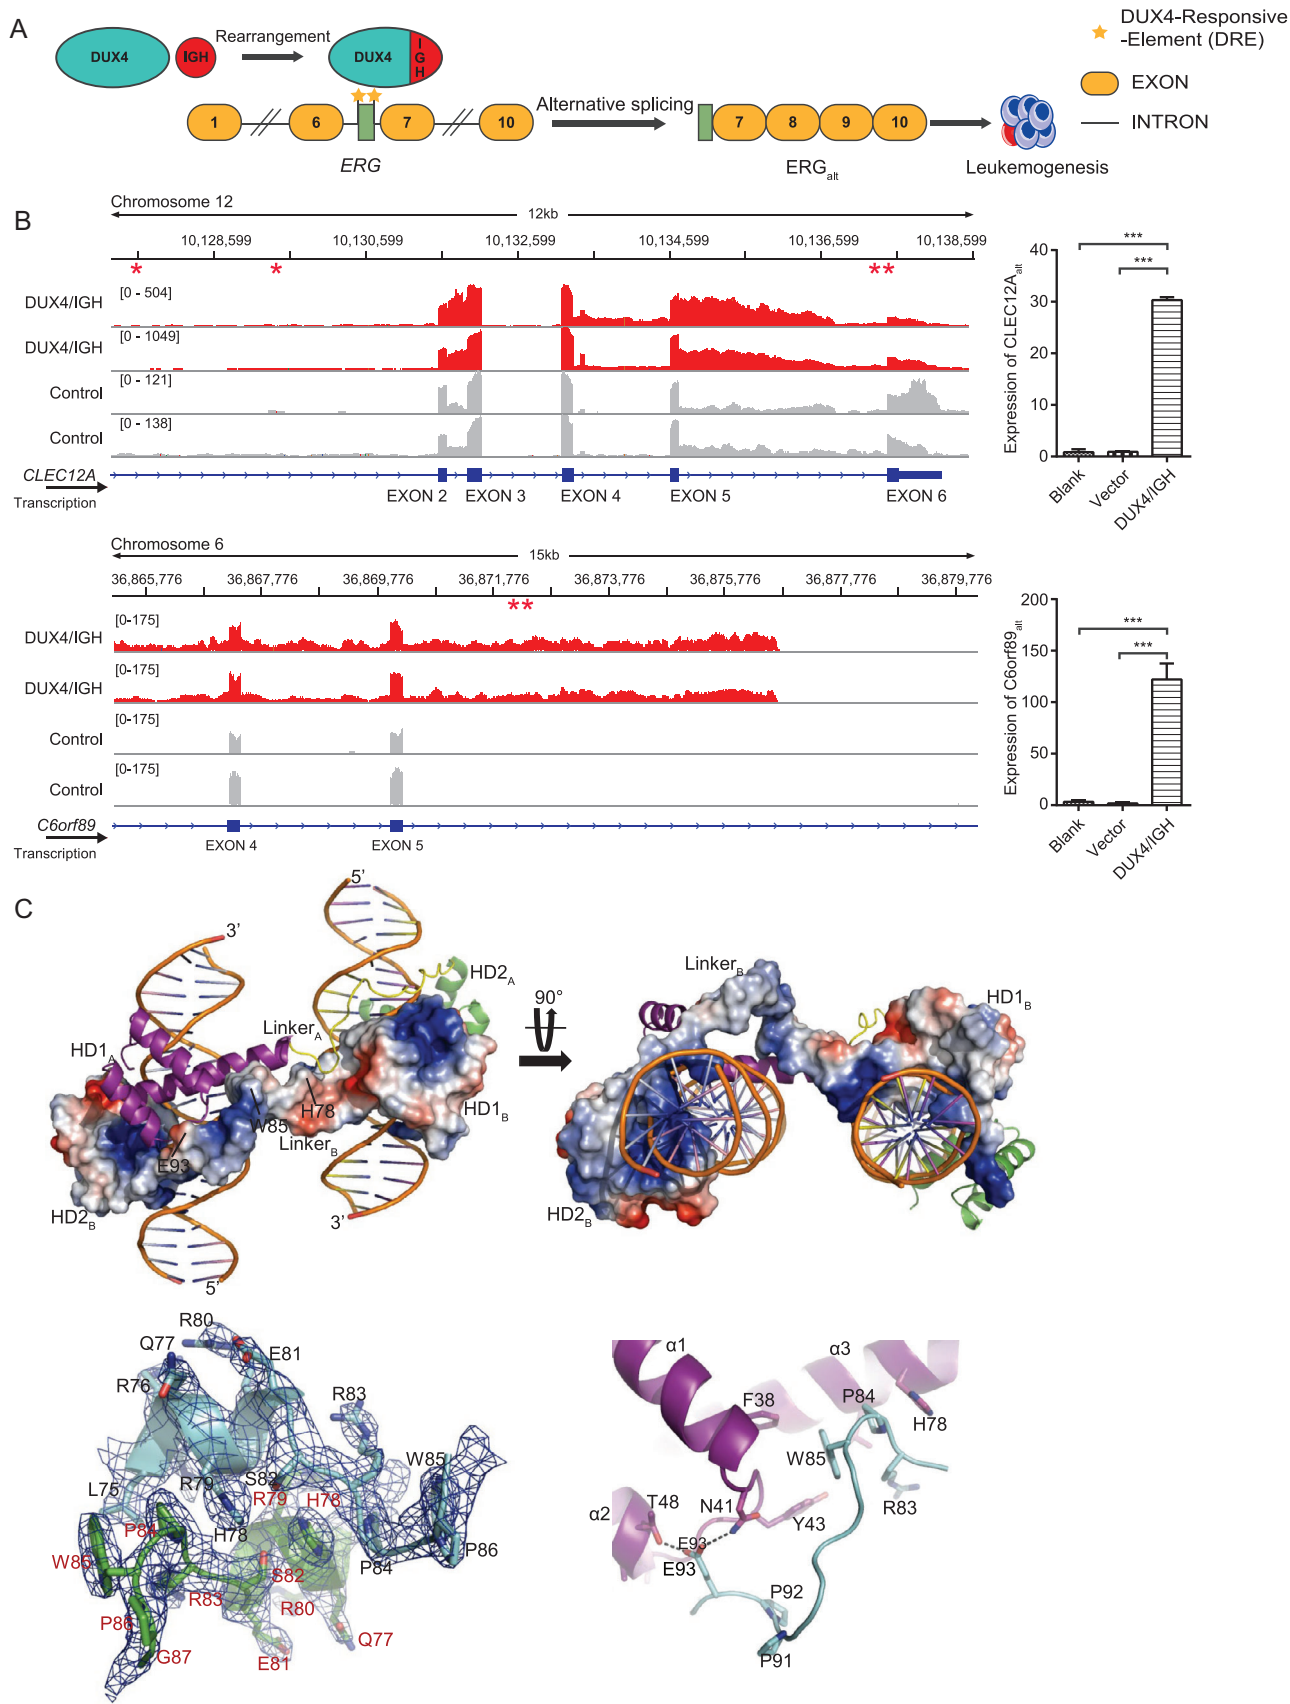 A
DUX4
IGH
Rearrangement
DUX4
IGH
DUX4-Responsive
-Element (DRE)
EXON
INTRON
1
6
7
10
ERG
Alternative splicing
7
8
9
10
ERGalt
Leukemogenesis
B
Chromosome 12
12kb
10,128,599
10,130,599
10,132,599
10,134,599
10,136,599
10,138,599
* * **
DUX4/IGH
[0 - 504]
DUX4/IGH
[0 - 1049]
Control
[0 - 121]
Control
[0 - 138]
CLEC12A
Transcription
EXON 2
EXON 3
EXON 4
EXON 5
EXON 6
Expression of CLEC12Aalt
40
30
20
10
0
***
***
Blank
Vector
DUX4/IGH
Chromosome 6
15kb
36,865,776
36,867,776
36,869,776
36,871,776
36,873,776
36,875,776
36,877,776
36,879,776
**
DUX4/IGH
[0-175]
DUX4/IGH
[0-175]
Control
[0-175]
Control
[0-175]
C6orf89
Transcription
EXON 4
EXON 5
Expression of C6orf89alt
200
150
100
50
0
***
***
Blank
Vector
DUX4/IGH
C
5'
3'
HD2A
LinkerA
HD1A
H78
W85
HD1B
LinkerB
E93
HD2B
3'
5'
90°
LinkerB
HD1B
HD2B
R80
Q77
E81
R76
R83
W85
L75
R79
S82
R79
H78
P84
H78
W85
P84
P86
S82
R83
R80
P86
G87
E81
Q77
α1
α3
F38
P84
H78
W85
R83
α2
T48
N41
Y43
E93
E93
P92
P91